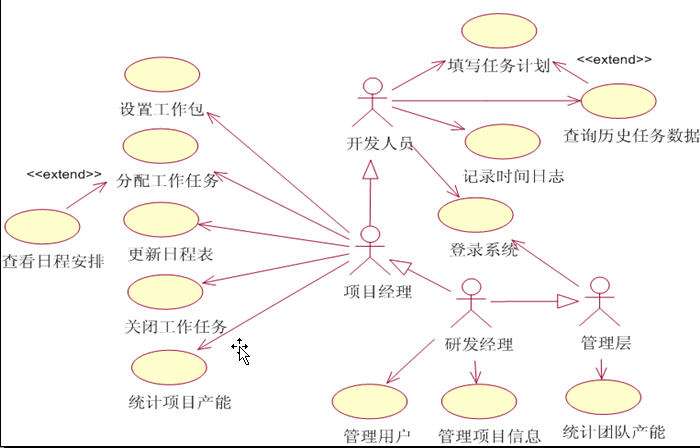 填写任务计划
<<extend>>
设置工作包
开发人员
查询历史任务数据
<<extend>>
分配工作任务
记录时间日志
查看日程安排
更新日程表
登录系统
项目经理
关闭工作任务
研发经理
管理层
统计项目产能
管理用户
管理项目信息
统计团队产能